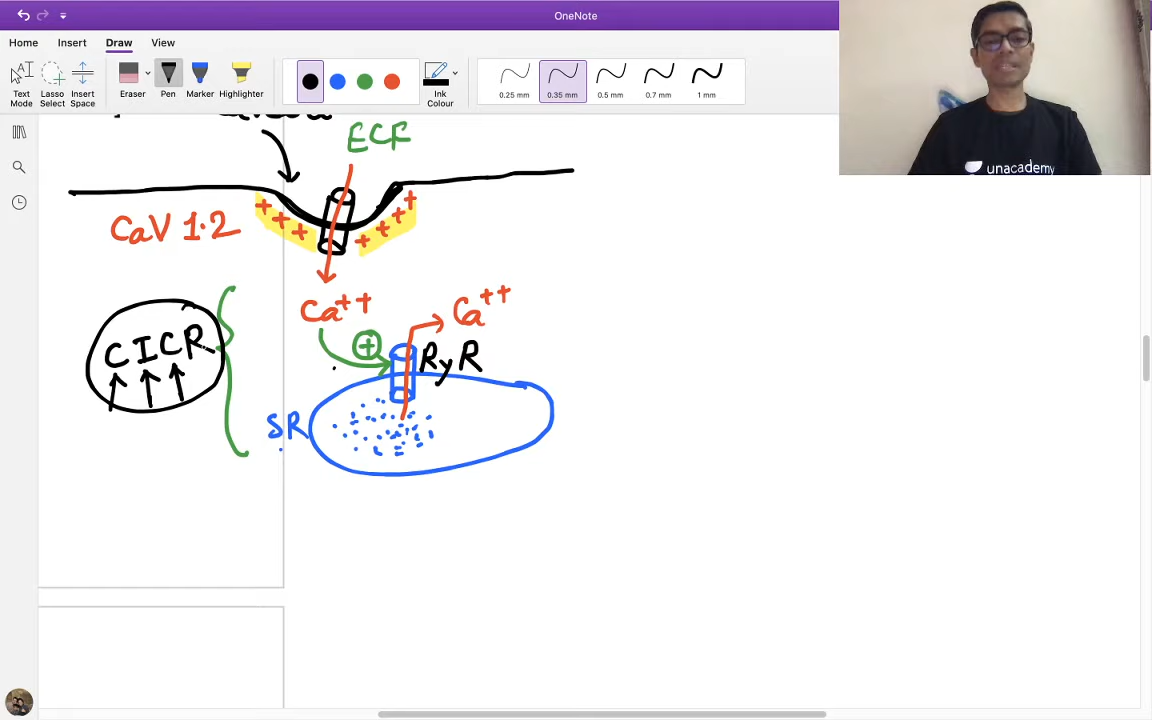 OneNote
Home Insert Draw View
Text Mode Lasso Select Insert Space Eraser Pen Marker Highlighter Ink Colour 0.25 mm 0.35 mm 0.5 mm 0.7 mm 1 mm
unacademy
ECF
CaV 1.2
Ca++
Ca++
CICR
+
RyR
SR